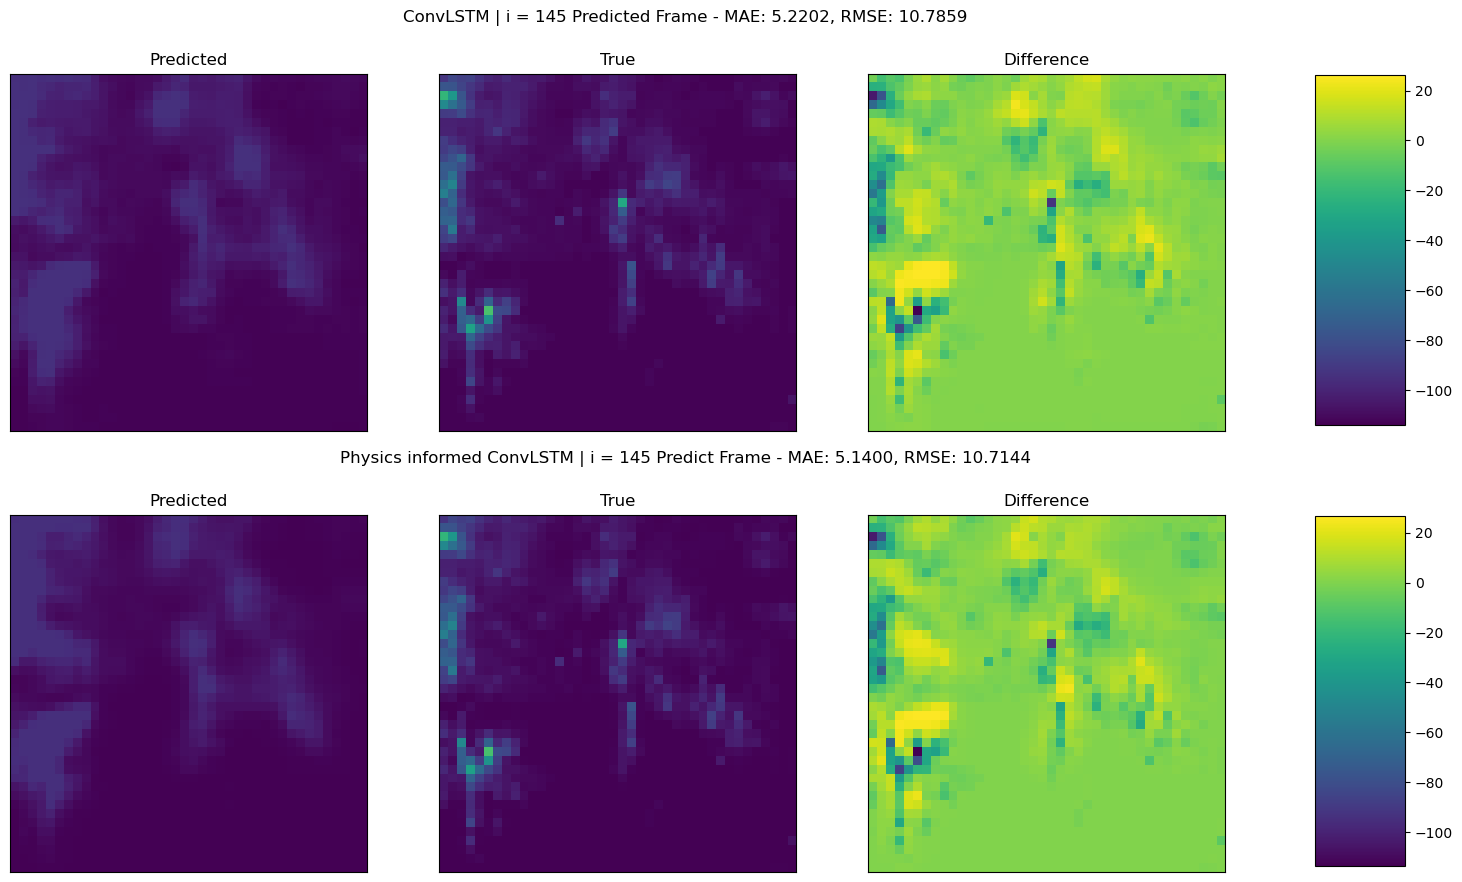 ConvLSTM | i = 145 Predicted Frame - MAE: 5.2202, RMSE: 10.7859
Predicted
True
Difference
20
0
−20
−40
−60
−80
−100
Physics informed ConvLSTM | i = 145 Predict Frame - MAE: 5.1400, RMSE: 10.7144
Predicted
True
Difference
20
0
−20
−40
−60
−80
−100